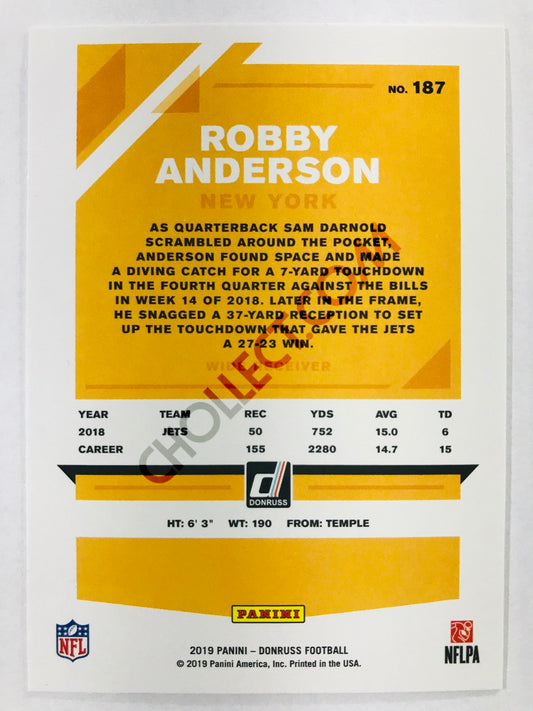 NO. 187
ROBBY
ANDERSON
NEW YORK
AS QUARTERBACK SAM DARNOLD
SCRAMBLED AROUND THE POCKET,
ANDERSON FOUND SPACE AND MADE
A DIVING CATCH FOR A 7-YARD TOUCHDOWN
IN THE FOURTH QUARTER AGAINST THE BILLS
IN WEEK 14 OF 2018. LATER IN THE FRAME,
HE SNAGGED A 37-YARD RECEPTION TO SET
UP THE TOUCHDOWN THAT GAVE THE JETS
A 27-23 WIN.
WIDE RECEIVER
CHOLLECT.COM
YEAR TEAM REC YDS AVG TD
2018 JETS 50 752 15.0 6
CAREER 155 2280 14.7 15
d
DONRUSS
HT: 6' 3" WT: 190 FROM: TEMPLE
PANINI
NFL
2019 PANINI – DONRUSS FOOTBALL
© 2019 Panini America, Inc. Printed in the USA.
NFLPA